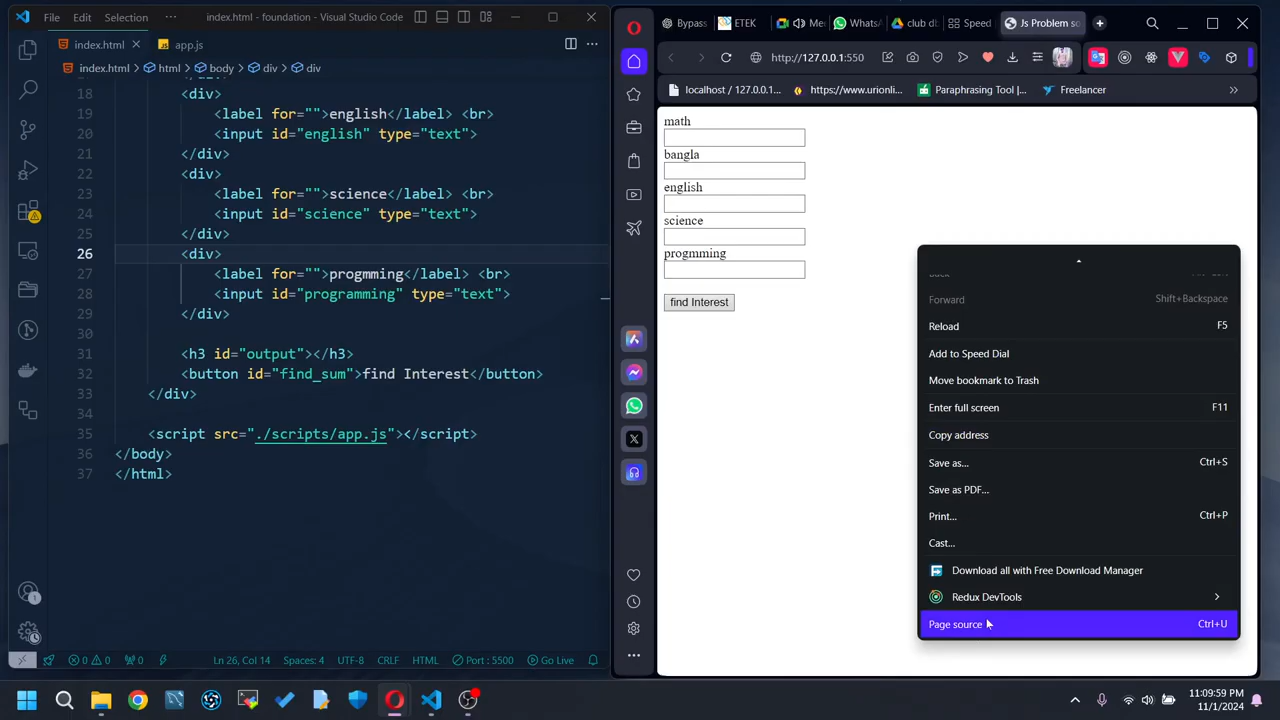 File Edit Selection ··· index.html - foundation - Visual Studio Code
index.html
app.js
index.html > html > body > div > div
18 <div>
19 <label for="">english</label> <br>
20 <input id="english" type="text">
21 </div>
22 <div>
23 <label for="">science</label> <br>
24 <input id="science" type="text">
25 </div>
26 <div>
27 <label for="">progmming</label> <br>
28 <input id="programming" type="text">
29 </div>
30
31 <h3 id="output"></h3>
32 <button id="find_sum">find Interest</button>
33 </div>
34
35 <script src="./scripts/app.js"></script>
36 </body>
37 </html>
0 0 0 Ln 26, Col 14 Spaces: 4 UTF-8 CRLF HTML Port : 5500 Go Live
Bypass
ETEK
Me
WhatsA
club db
Speed
Js Problem so
http://127.0.0.1:550
localhost / 127.0.0.1...
https://www.urionli...
Paraphrasing Tool |...
Freelancer
math
bangla
english
science
progmming
find Interest
Forward Shift+Backspace
Reload F5
Add to Speed Dial
Move bookmark to Trash
Enter full screen F11
Copy address
Save as... Ctrl+S
Save as PDF...
Print... Ctrl+P
Cast...
Download all with Free Download Manager
Redux DevTools
Page source Ctrl+U
11:09:59 PM
11/1/2024